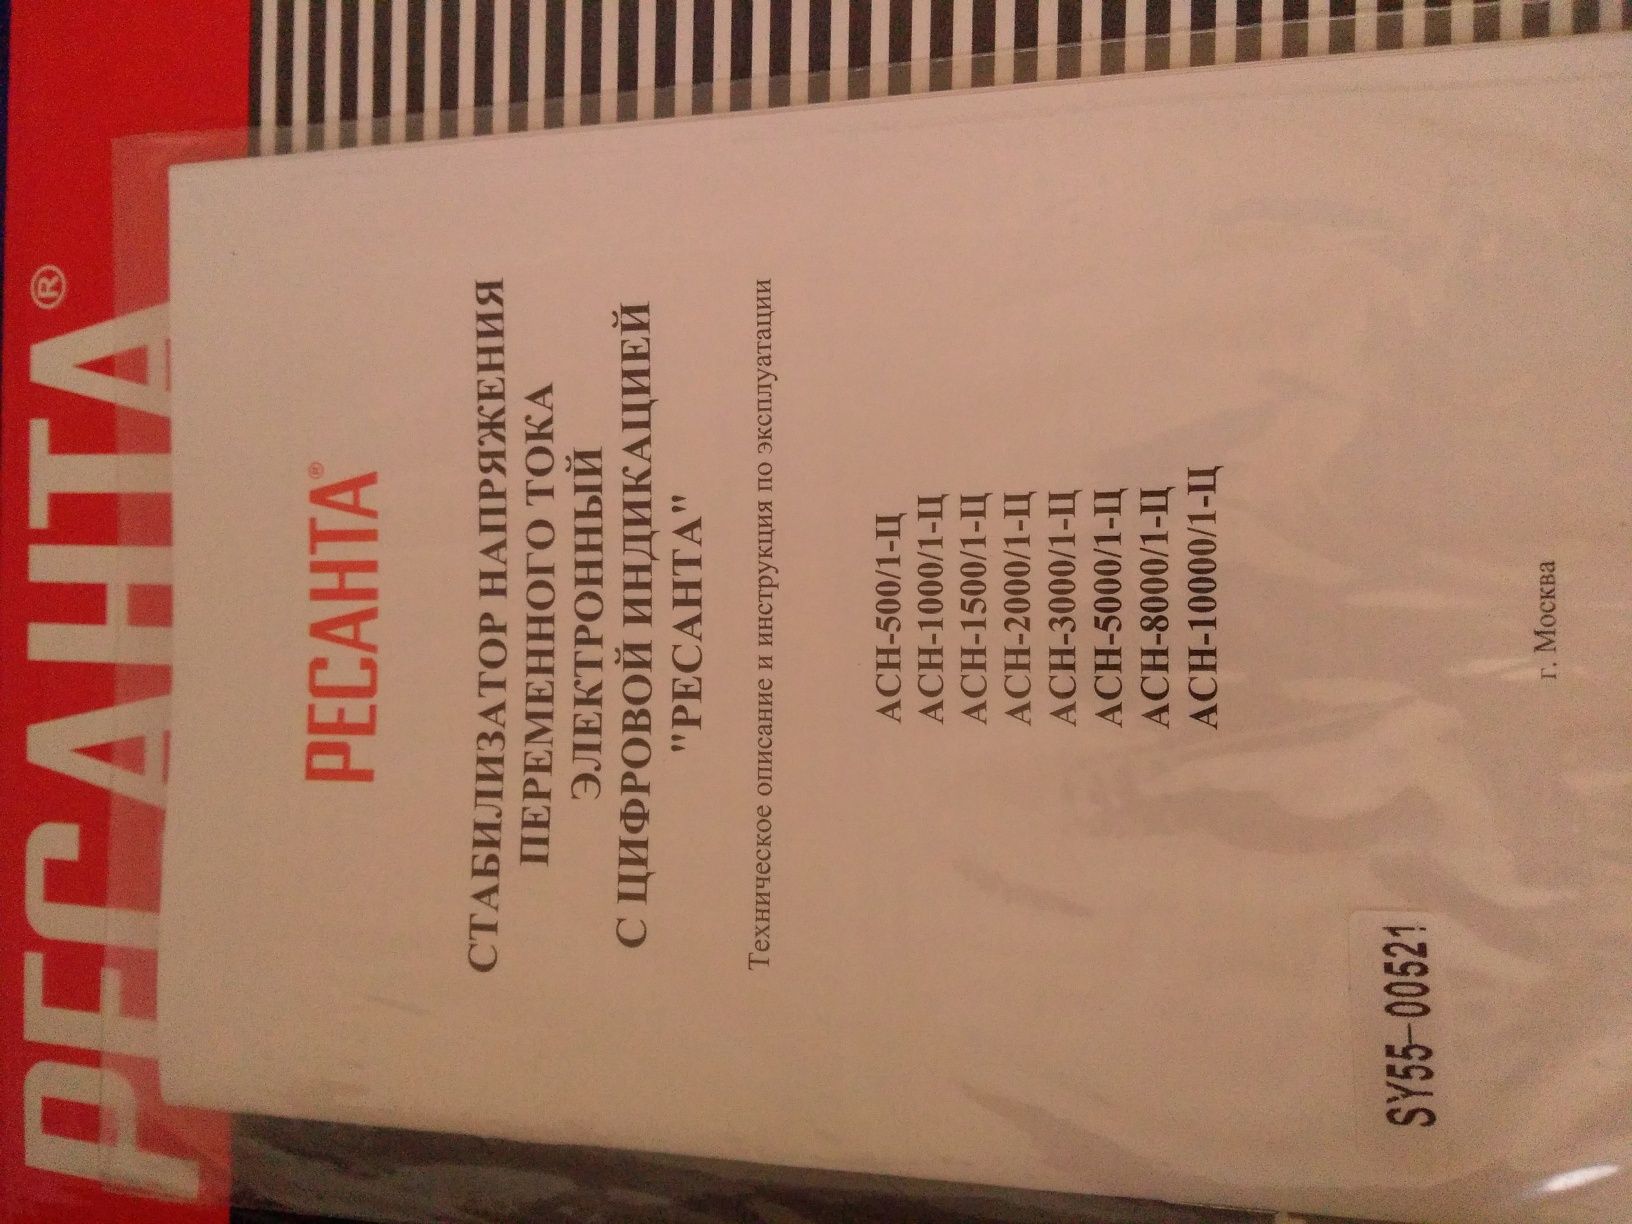 РЕСАНТА®
РЕСАНТА®
СТАБИЛИЗАТОР НАПРЯЖЕНИЯ
ПЕРЕМЕННОГО ТОКА
ЭЛЕКТРОННЫЙ
С ЦИФРОВОЙ ИНДИКАЦИЕЙ
"РЕСАНТА"
Техническое описание и инструкция по эксплуатации
АСН-500/1-Ц
АСН-1000/1-Ц
АСН-1500/1-Ц
АСН-2000/1-Ц
АСН-3000/1-Ц
АСН-5000/1-Ц
АСН-8000/1-Ц
АСН-10000/1-Ц
SY55-00521
г. Москва